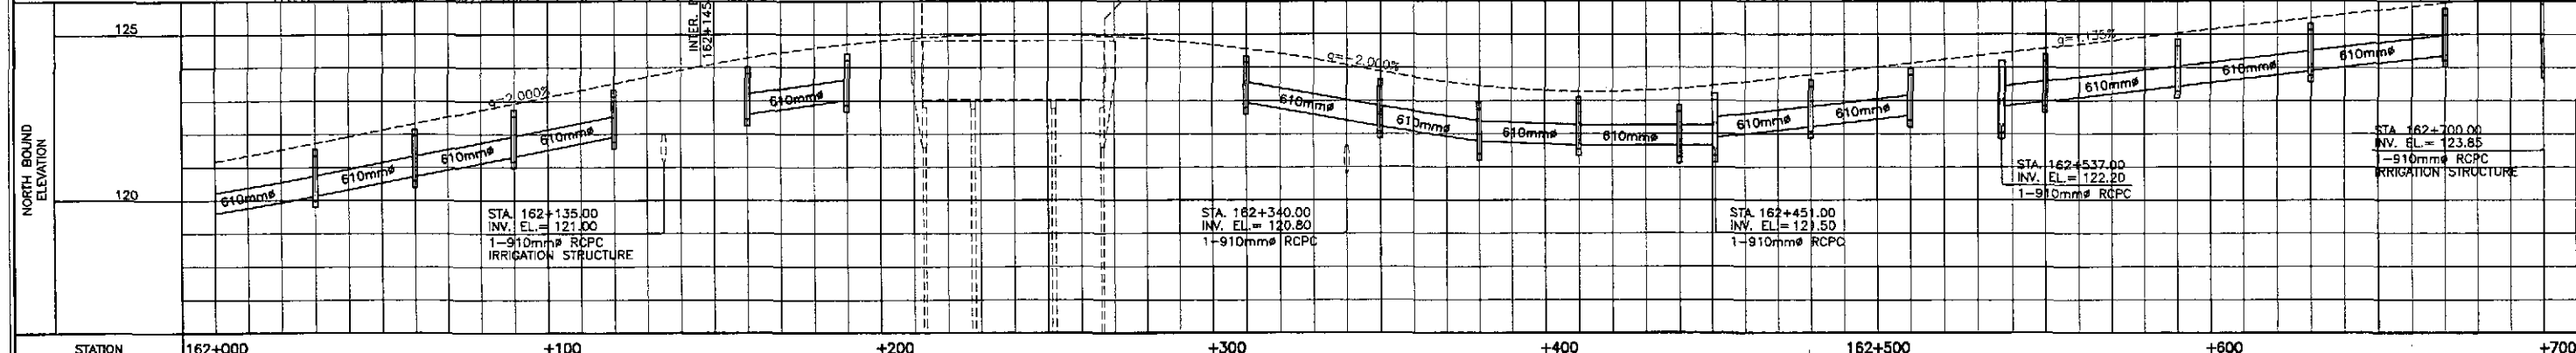 125
120
NORTH BOUND
ELEVATION
162+145
g=2.000%
g=-2.000%
g=1.135%
610mmø
610mmø
610mmø
610mmø
610mmø
610mmø
610mmø
610mmø
610mmø
610mmø
610mmø
610mmø
610mmø
610mmø
STA. 162+135.00
INV. EL.= 121.00
1-910mmø RCPC
IRRIGATION STRUCTURE
STA. 162+340.00
INV. EL.= 120.80
1-910mmø RCPC
STA. 162+451.00
INV. EL.= 121.50
1-910mmø RCPC
STA. 162+537.00
INV. EL.= 122.20
1-910mmø RCPC
STA. 162+700.00
INV. EL.= 123.85
1-910mmø RCPC
IRRIGATION STRUCTURE
STATION
162+000
+100
+200
+300
+400
162+500
+600
+700